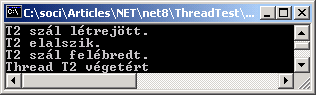 C:\soci\Articles\NET\net8\ThreadTest\...
T2 szál létrejött.
T2 elalszik.
T2 szál felébredt.
Thread T2 végetért